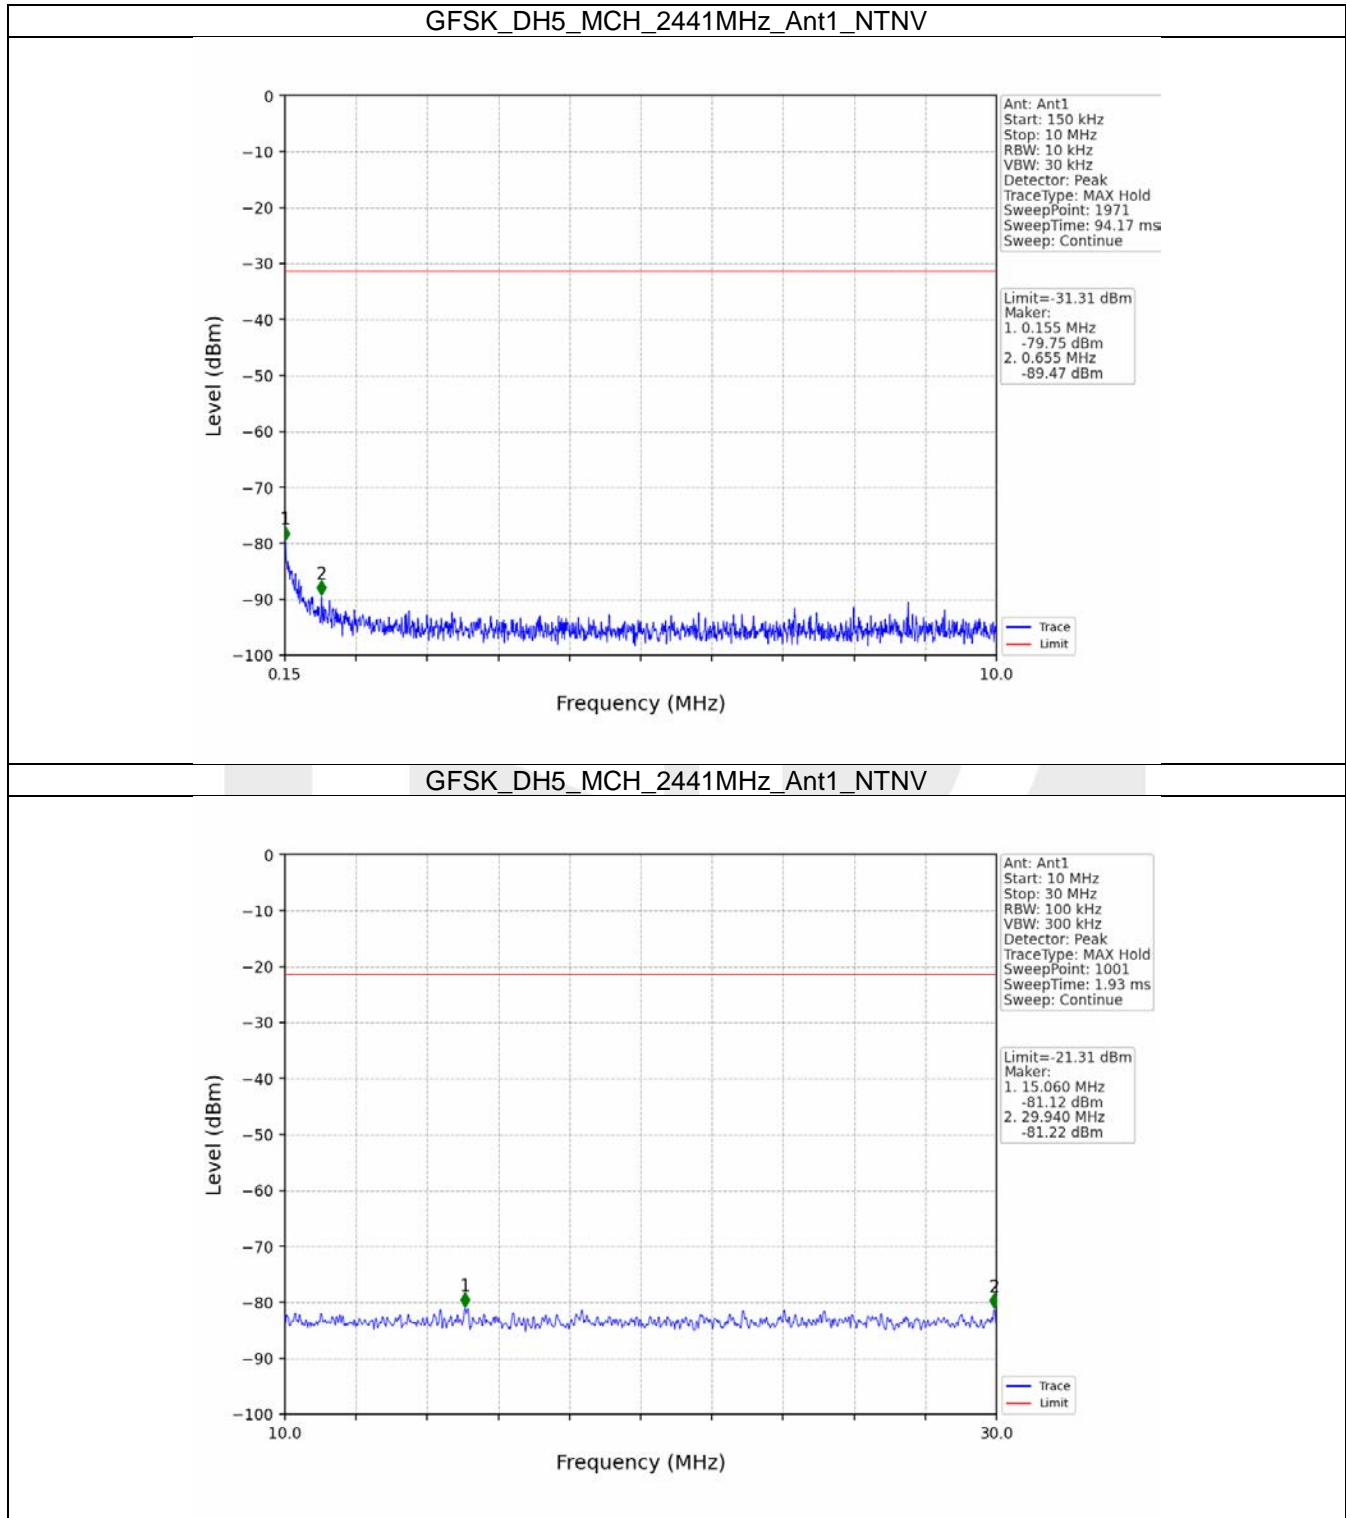 GFSK_DH5_MCH_2441MHz_Ant1_NTNV
0
−10
−20
−30
−40
−50
−60
−70
−80
−90
−100
Level (dBm)
1
2
0.15
10.0
Frequency (MHz)
Ant: Ant1
Start: 150 kHz
Stop: 10 MHz
RBW: 10 kHz
VBW: 30 kHz
Detector: Peak
TraceType: MAX Hold
SweepPoint: 1971
SweepTime: 94.17 ms
Sweep: Continue
Limit=-31.31 dBm
Maker:
1. 0.155 MHz
-79.75 dBm
2. 0.655 MHz
-89.47 dBm
Trace
Limit
GFSK_DH5_MCH_2441MHz_Ant1_NTNV
0
−10
−20
−30
−40
−50
−60
−70
−80
−90
−100
Level (dBm)
1
2
10.0
30.0
Frequency (MHz)
Ant: Ant1
Start: 10 MHz
Stop: 30 MHz
RBW: 100 kHz
VBW: 300 kHz
Detector: Peak
TraceType: MAX Hold
SweepPoint: 1001
SweepTime: 1.93 ms
Sweep: Continue
Limit=-21.31 dBm
Maker:
1. 15.060 MHz
-81.12 dBm
2. 29.940 MHz
-81.22 dBm
Trace
Limit